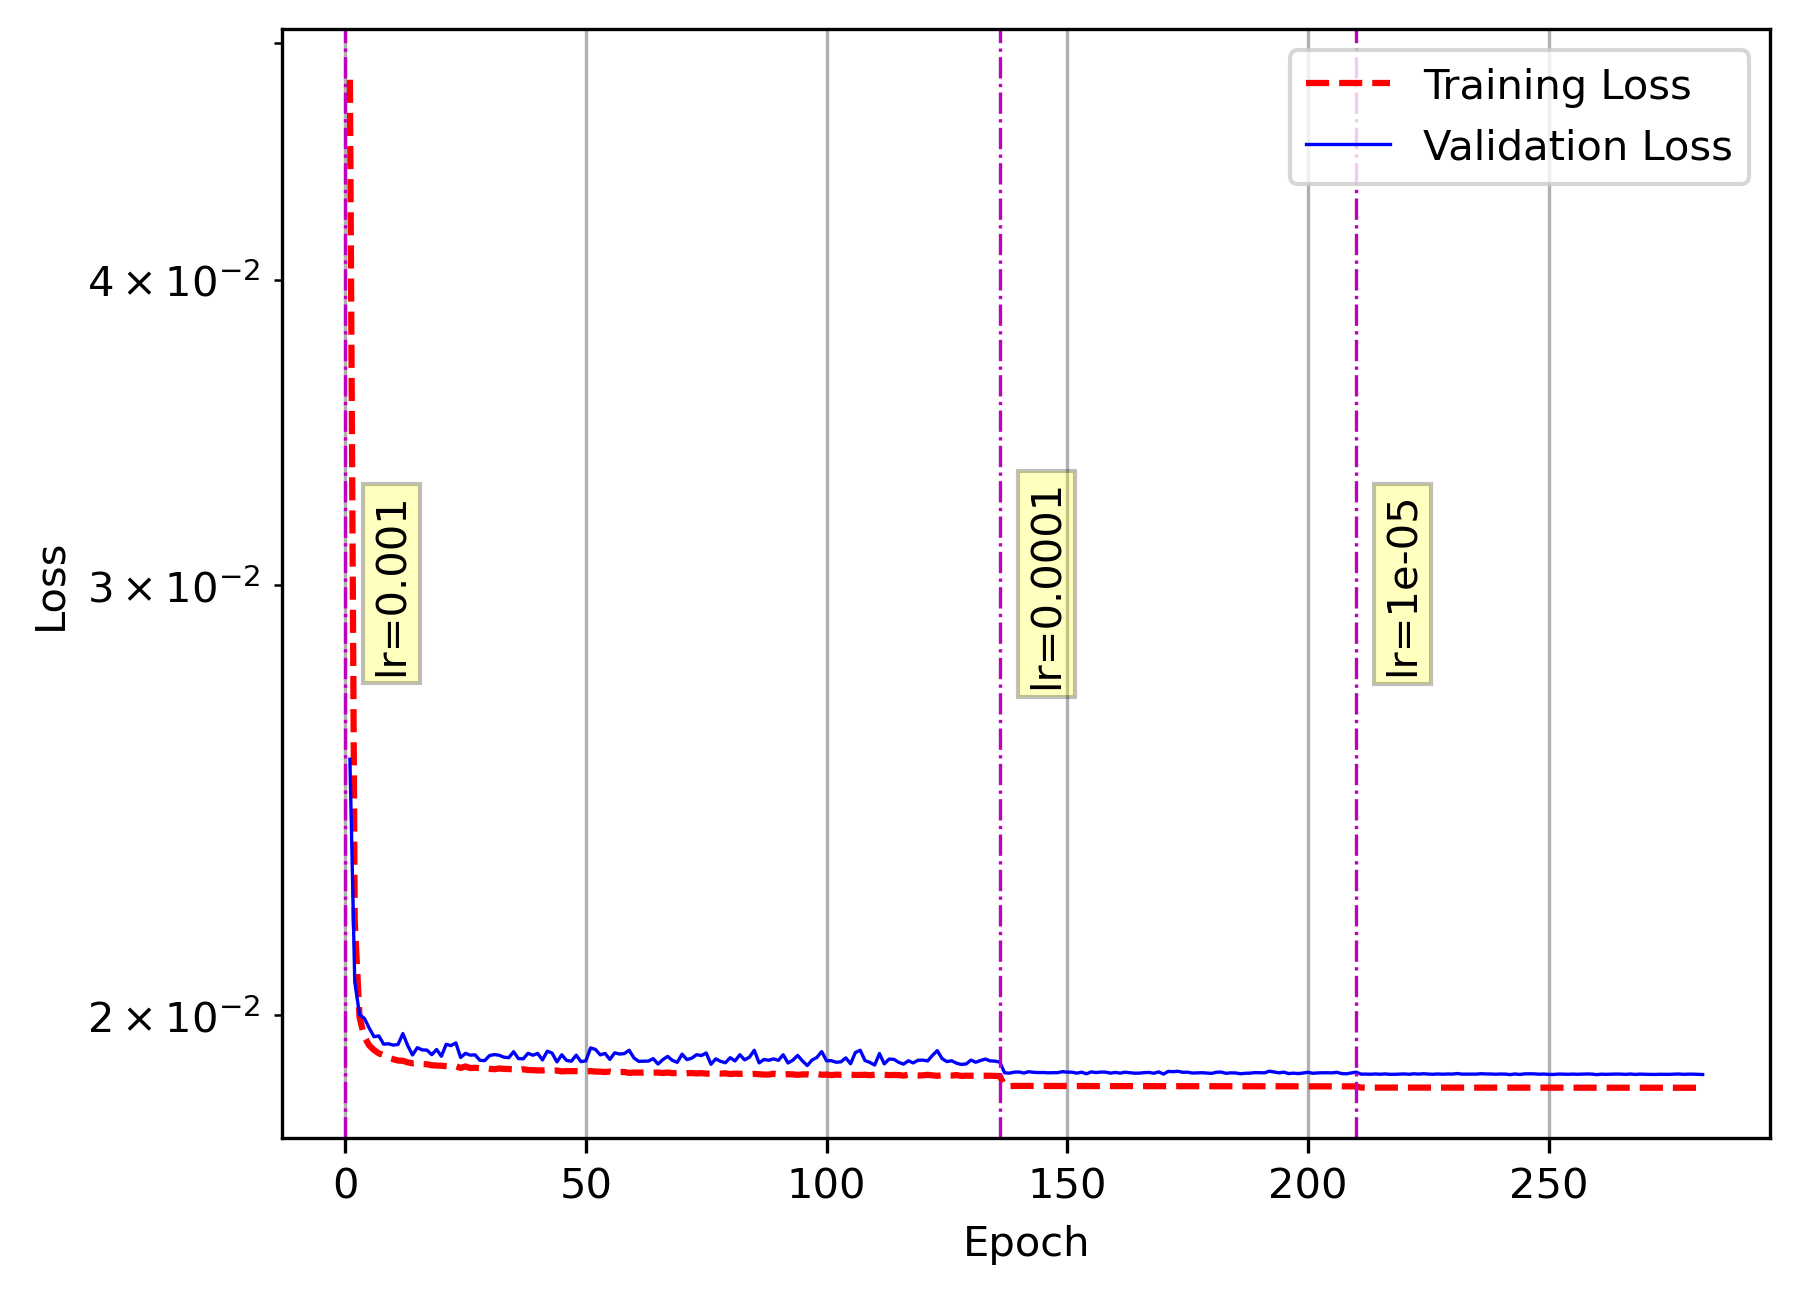 Training Loss
Validation Loss
4 × 10⁻²
3 × 10⁻²
2 × 10⁻²
Loss
lr=0.001
lr=0.0001
lr=1e-05
0 50 100 150 200 250
Epoch